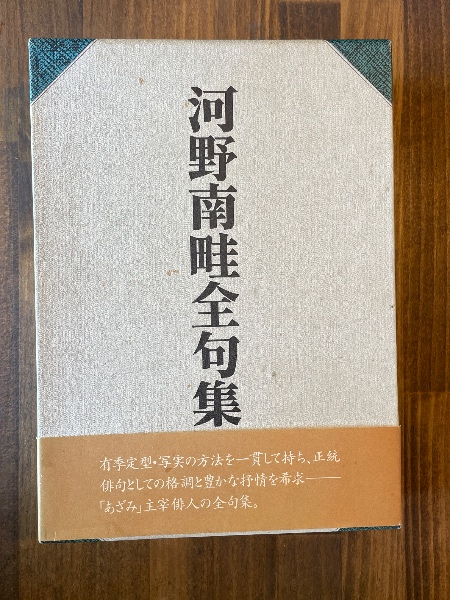 河野南畦全句集
有季定型・写実の方法を一貫して持ち、正統
俳句としての格調と豊かな抒情を希求――
「あざみ」主宰俳人の全句集。